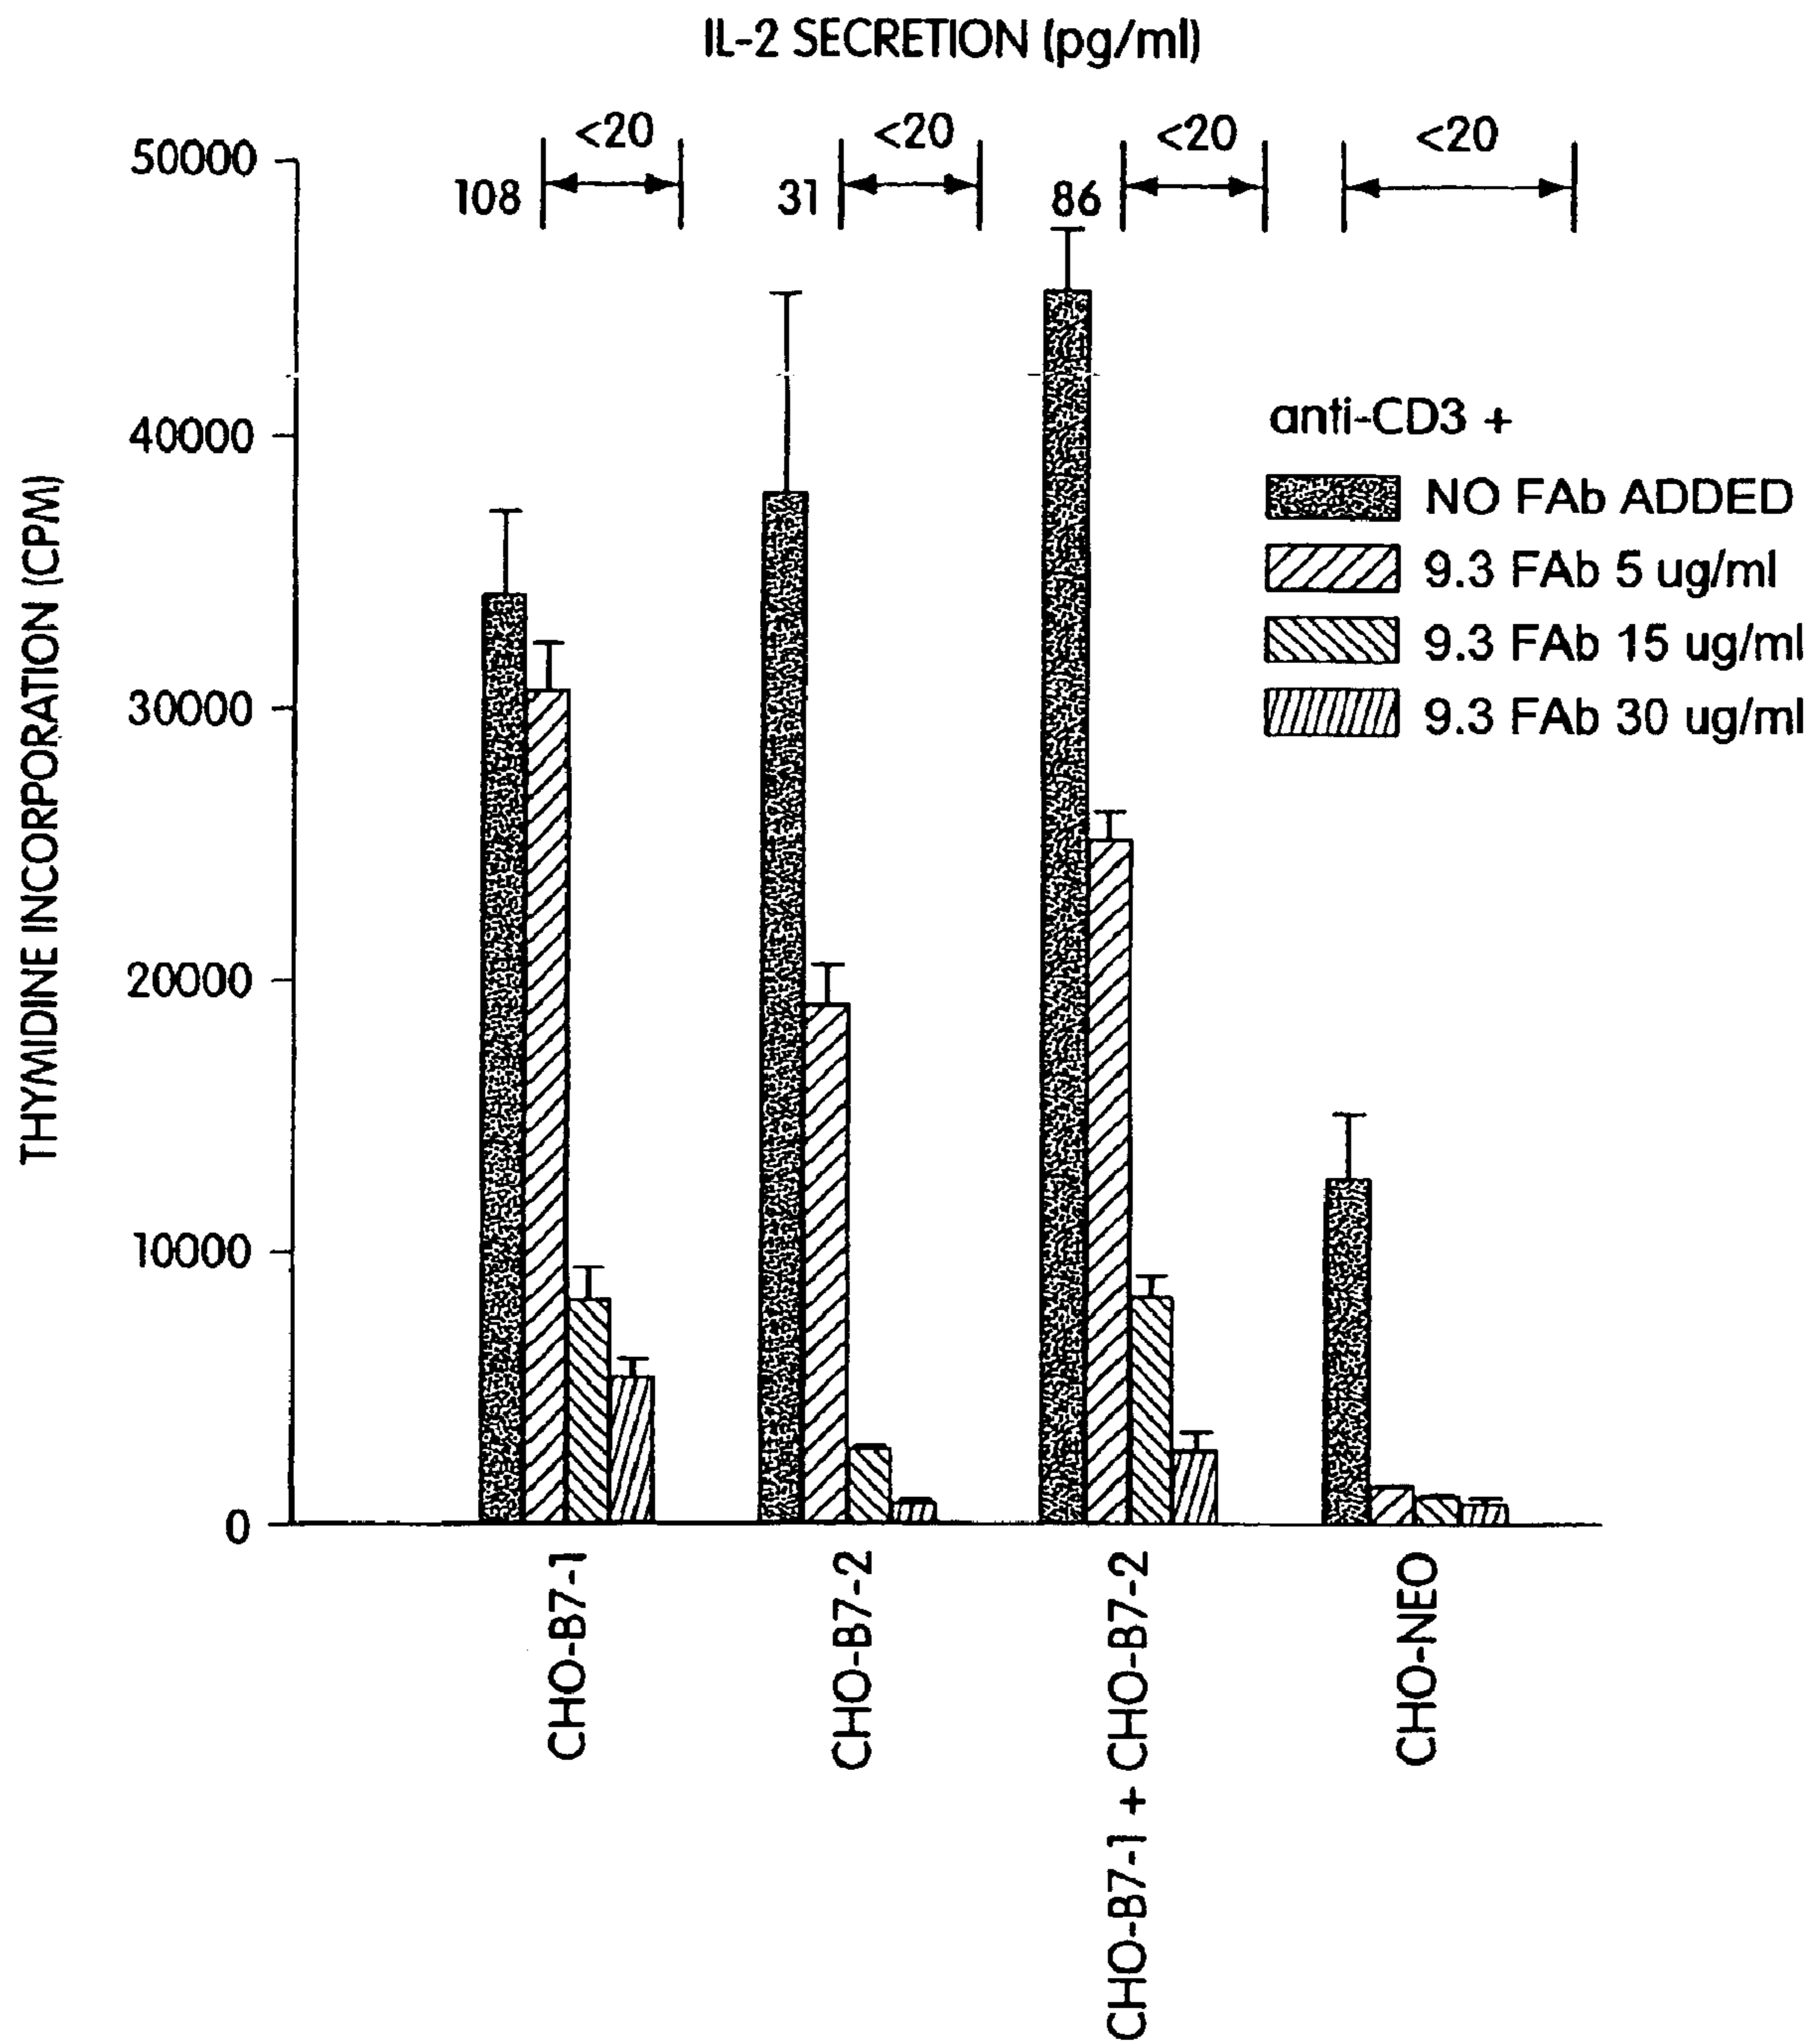 IL-2 SECRETION (pg/ml)
<20 <20 <20 <20
108 31 86
50000
40000
30000
20000
10000
0
THYMIDINE INCORPORATION (CPM)
anti-CD3 +
NO FAb ADDED
9.3 FAb 5 ug/ml
9.3 FAb 15 ug/ml
9.3 FAb 30 ug/ml
CHO-B7-1
CHO-B7-2
CHO-B7-1 + CHO-B7-2
CHO-NEO